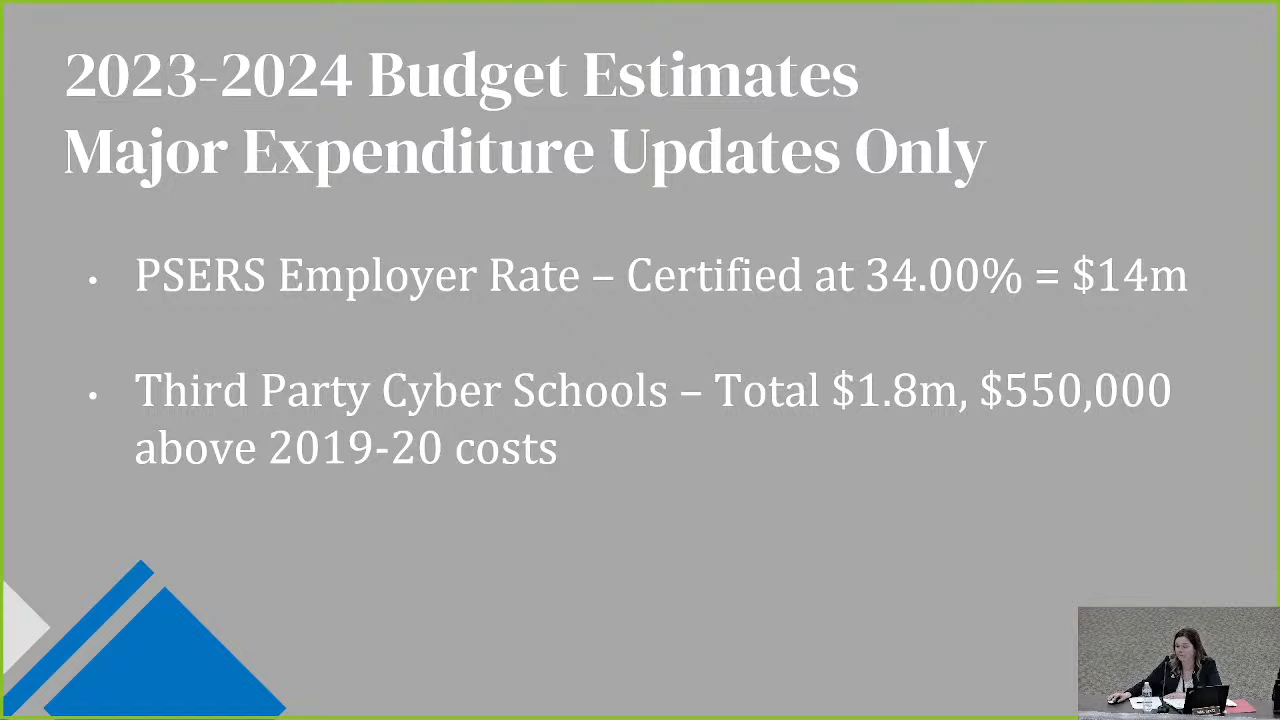 2023-2024 Budget Estimates
Major Expenditure Updates Only
• PSERS Employer Rate – Certified at 34.00% = $14m
• Third Party Cyber Schools – Total $1.8m, $550,000
above 2019-20 costs